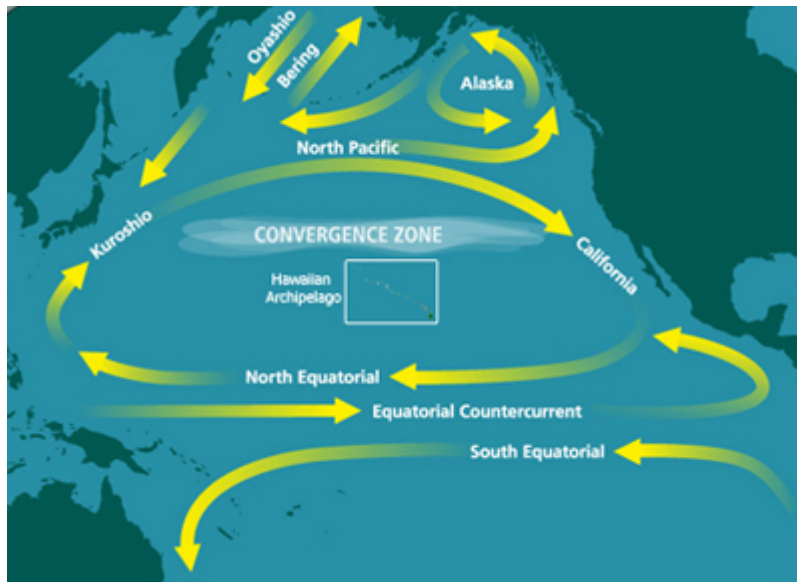 Oyashio
Bering
Alaska
North Pacific
Kuroshio
CONVERGENCE ZONE
California
Hawaiian
Archipelago
North Equatorial
Equatorial Countercurrent
South Equatorial